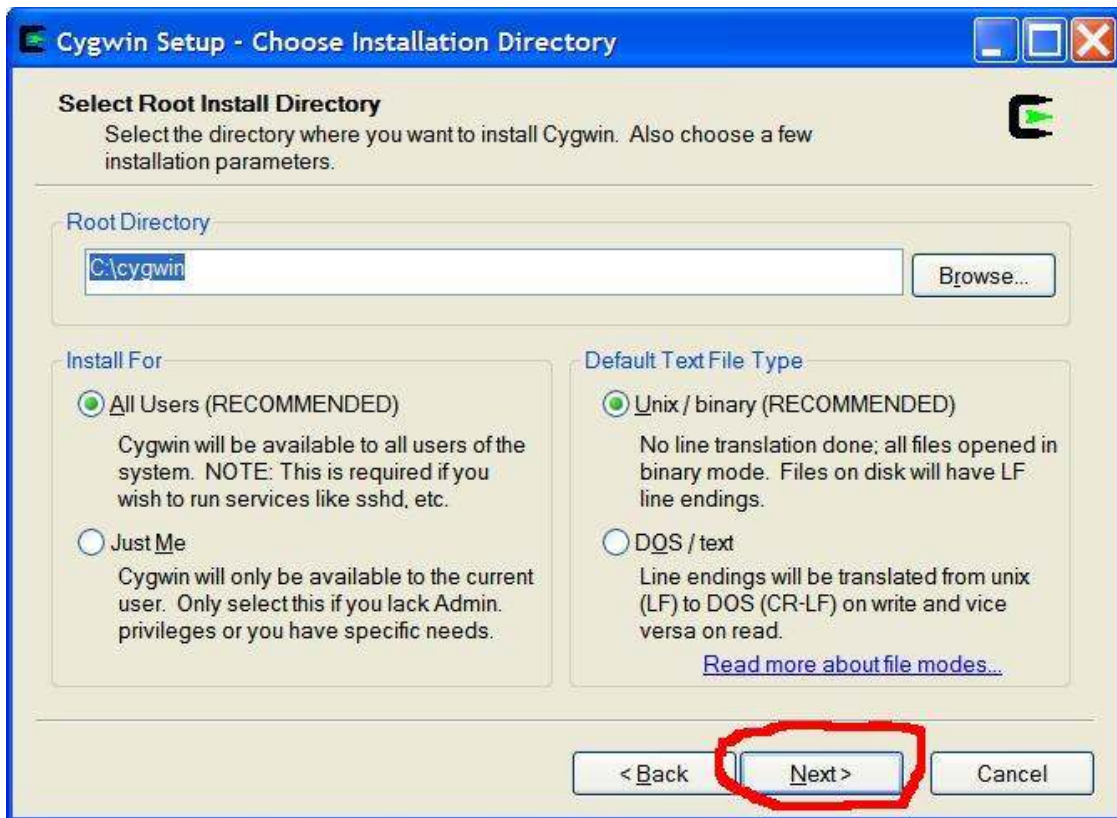 Cygwin Setup - Choose Installation Directory
Select Root Install Directory
Select the directory where you want to install Cygwin. Also choose a few
installation parameters.
Root Directory
C:\cygwin
Browse...
Install For
All Users (RECOMMENDED)
Cygwin will be available to all users of the
system. NOTE: This is required if you
wish to run services like sshd, etc.
Just Me
Cygwin will only be available to the current
user. Only select this if you lack Admin.
privileges or you have specific needs.
Default Text File Type
Unix / binary (RECOMMENDED)
No line translation done; all files opened in
binary mode. Files on disk will have LF
line endings.
DOS / text
Line endings will be translated from unix
(LF) to DOS (CR-LF) on write and vice
versa on read.
Read more about file modes...
< Back
Next >
Cancel